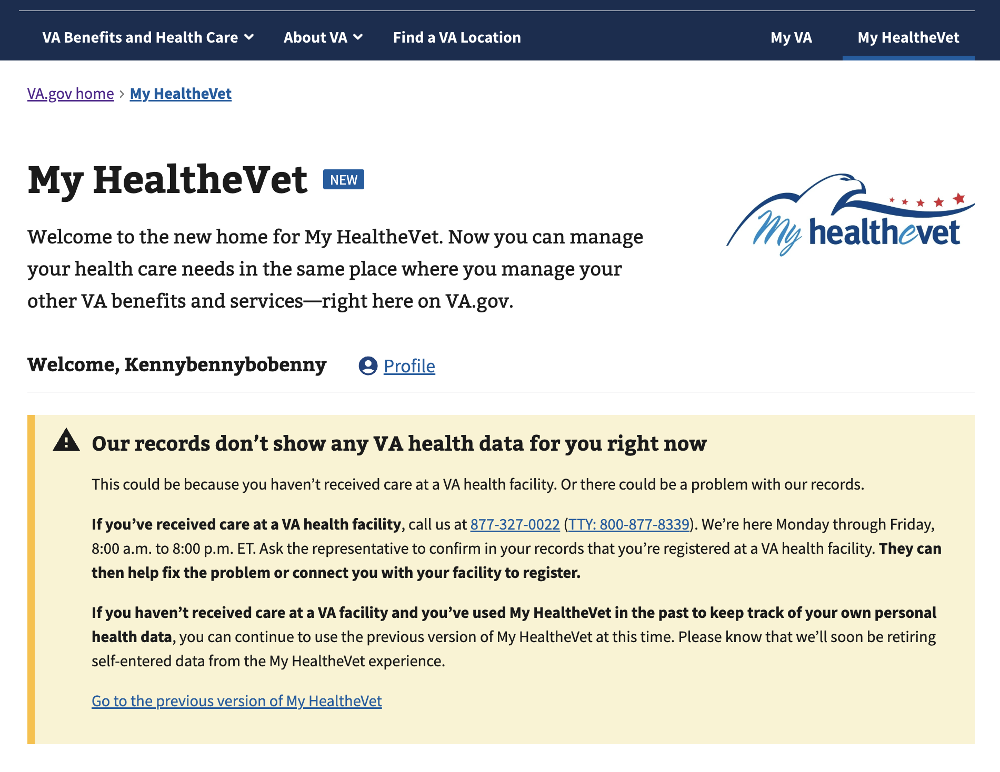 VA Benefits and Health Care
About VA
Find a VA Location
My VA
My HealtheVet
VA.gov home › My HealtheVet
My HealtheVet NEW
My healthevet
Welcome to the new home for My HealtheVet. Now you can manage
your health care needs in the same place where you manage your
other VA benefits and services—right here on VA.gov.
Welcome, Kennybennybobenny
Profile
Our records don’t show any VA health data for you right now
This could be because you haven’t received care at a VA health facility. Or there could be a problem with our records.
If you’ve received care at a VA health facility, call us at 877-327-0022 (TTY: 800-877-8339). We’re here Monday through Friday,
8:00 a.m. to 8:00 p.m. ET. Ask the representative to confirm in your records that you’re registered at a VA health facility. They can
then help fix the problem or connect you with your facility to register.
If you haven’t received care at a VA facility and you’ve used My HealtheVet in the past to keep track of your own personal
health data, you can continue to use the previous version of My HealtheVet at this time. Please know that we’ll soon be retiring
self-entered data from the My HealtheVet experience.
Go to the previous version of My HealtheVet